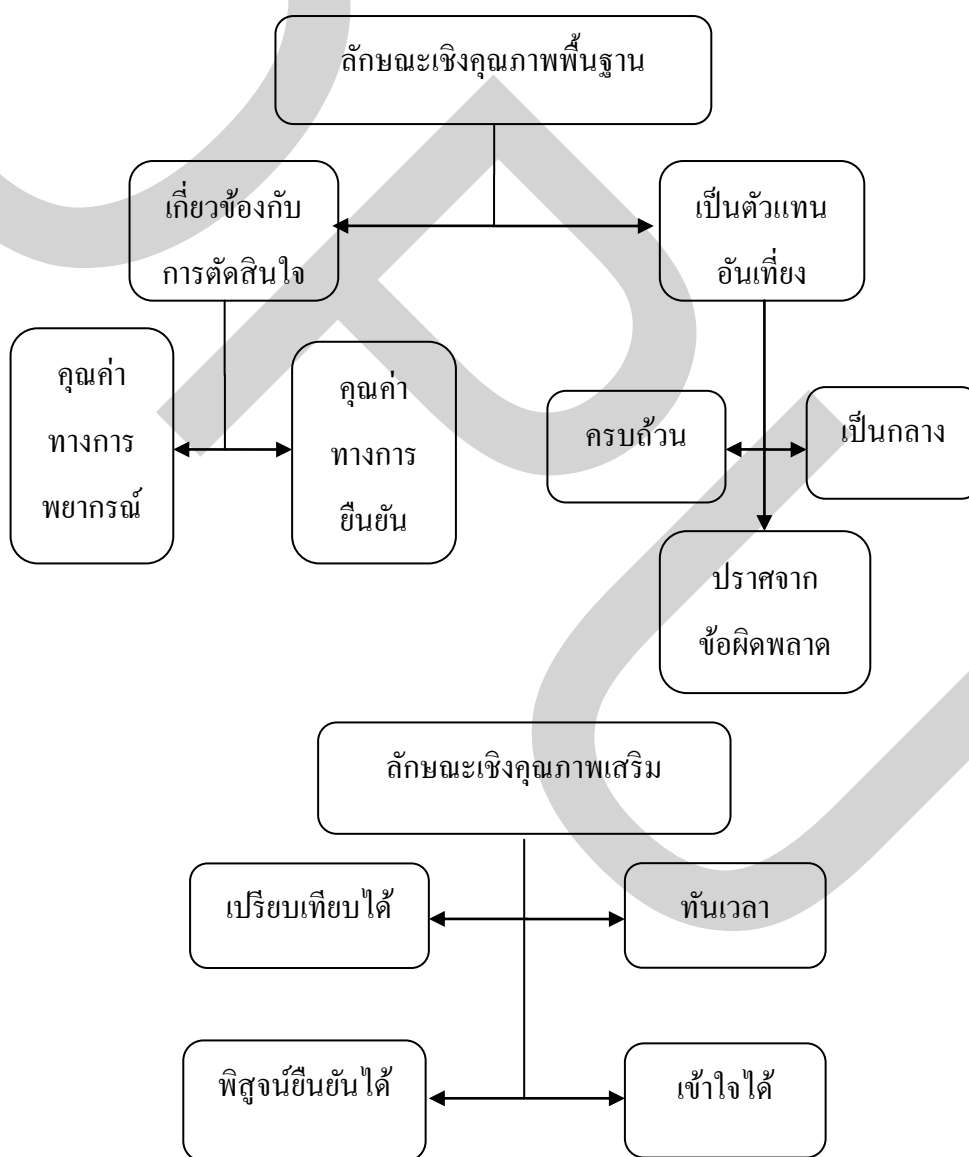 ลักษณะเชิงคุณภาพพื้นฐาน
เกี่ยวข้องกับ
การตัดสินใจ
เป็นตัวแทน
อันเที่ยง
คุณค่า
ทางการ
พยากรณ์
คุณค่า
ทางการ
ยืนยัน
ครบถ้วน
เป็นกลาง
ปราศจาก
ข้อผิดพลาด
ลักษณะเชิงคุณภาพเสริม
เปรียบเทียบได้
ทันเวลา
พิสูจน์ยืนยันได้
เข้าใจได้